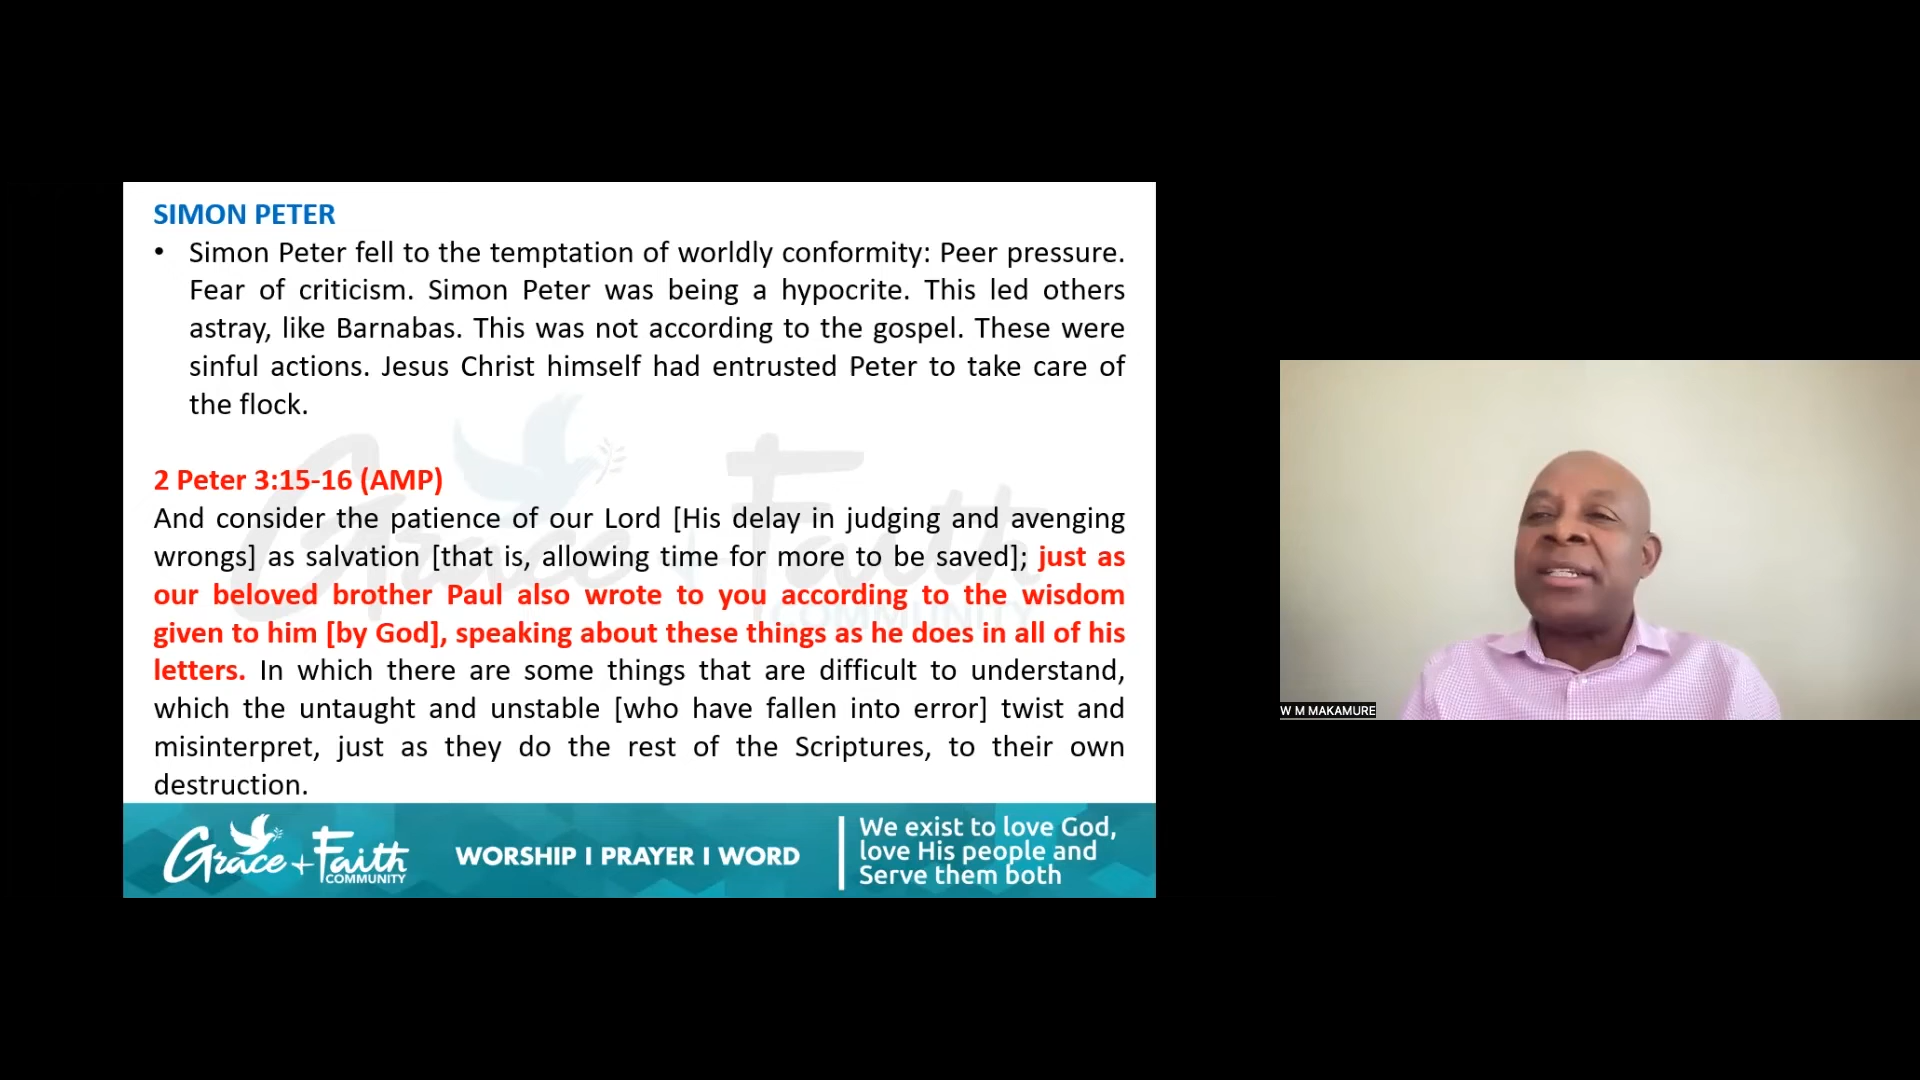 SIMON PETER
• Simon Peter fell to the temptation of worldly conformity: Peer pressure.
Fear of criticism. Simon Peter was being a hypocrite. This led others
astray, like Barnabas. This was not according to the gospel. These were
sinful actions. Jesus Christ himself had entrusted Peter to take care of
the flock.
2 Peter 3:15-16 (AMP)
And consider the patience of our Lord [His delay in judging and avenging
wrongs] as salvation [that is, allowing time for more to be saved]; just as
our beloved brother Paul also wrote to you according to the wisdom
given to him [by God], speaking about these things as he does in all of his
letters. In which there are some things that are difficult to understand,
which the untaught and unstable [who have fallen into error] twist and
misinterpret, just as they do the rest of the Scriptures, to their own
destruction.
Grace + Faith
COMMUNITY
Grace + Faith
COMMUNITY
WORSHIP | PRAYER | WORD
We exist to love God,
love His people and
Serve them both
W M MAKAMURE